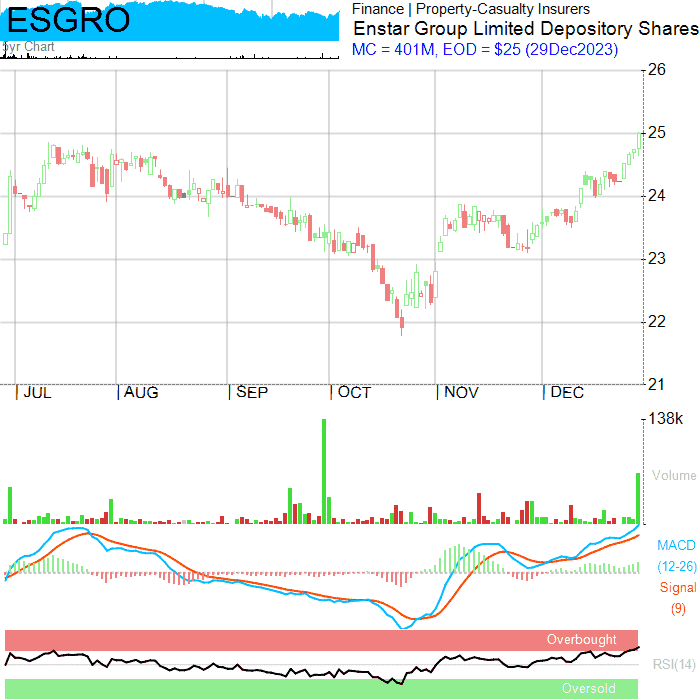 ESGRO
5yr Chart
Finance | Property-Casualty Insurers
Enstar Group Limited Depository Shares
MC = 401M, EOD = $25 (29Dec2023)
26
25
24
23
22
21
| JUL | AUG | SEP | OCT | NOV | DEC
138k
Volume
MACD
(12-26)
Signal
(9)
Overbought
RSI(14)
Oversold